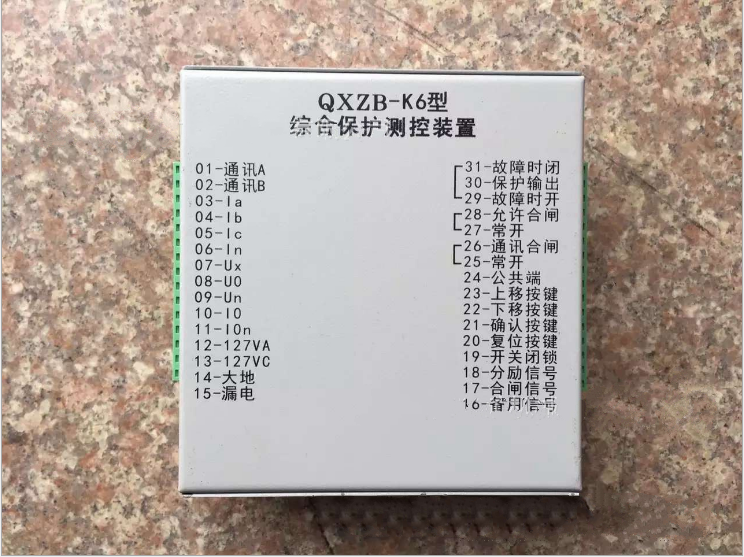 QXZB-K6型
综合保护测控装置
01-通讯A
02-通讯B
03-Ia
04-Ib
05-Ic
06-In
07-Ux
08-U0
09-Un
10-I0
11-I0n
12-127VA
13-127VC
14-大地
15-漏电
31-故障时闭
30-保护输出
29-故障时开
28-允许合闸
27-常开
26-通讯合闸
25-常开
24-公共端
23-上移按键
22-下移按键
21-确认按键
20-复位按键
19-开关闭锁
18-分励信号
17-合闸信号
16-备用信号